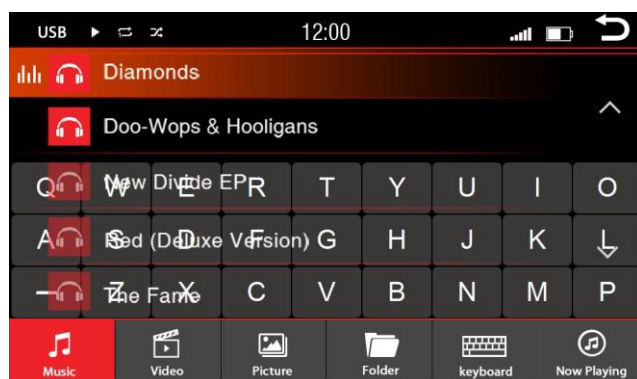 USB 12:00
Diamonds
Doo-Wops & Hooligans
New Divide EP
Q W E R T Y U I O
Red (Deluxe Version)
A S D F G H J K L
The Fame
– Z X C V B N M P
Music Video Picture Folder keyboard Now Playing